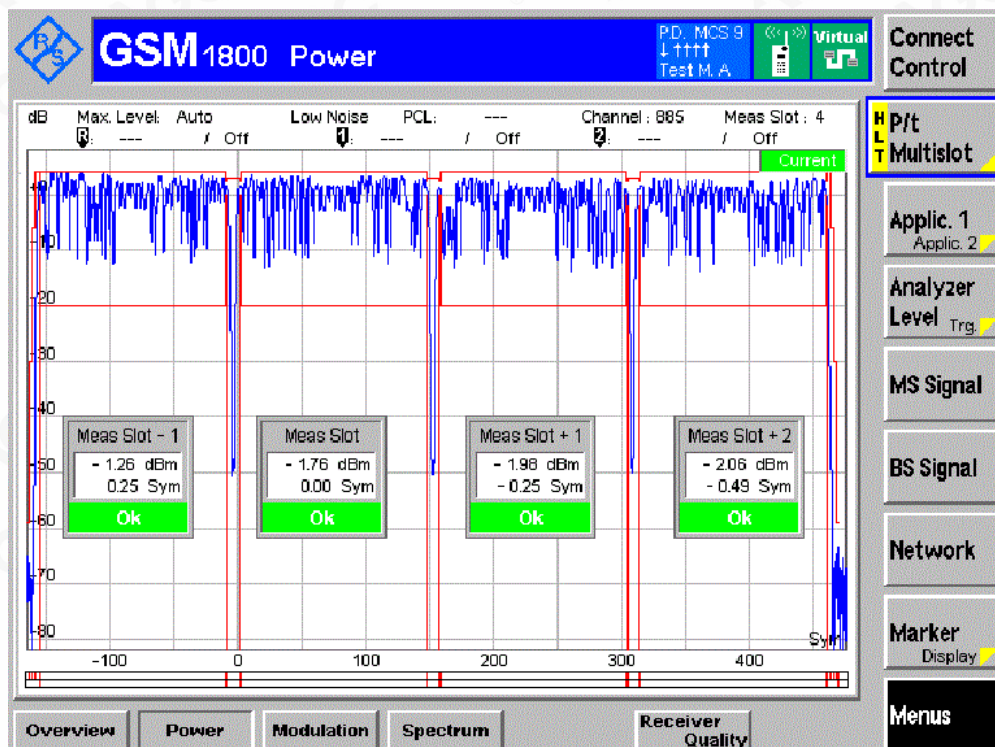 R/S
GSM 1800 Power
P.D. MCS 9
↓ ↑↑↑↑
Test M. A
Virtual
Connect Control
dB Max. Level: Auto Low Noise PCL: --- Channel : 885 Meas Slot : 4
R: --- / Off 1: --- / Off 2: --- / Off
Current
H L T
P/t Multislot
Applic. 1
Applic. 2
Analyzer Level Trg.
MS Signal
BS Signal
Network
Marker
Display
Menus
-10
-20
-30
-40
-50
-60
-70
-80
Meas Slot - 1
- 1.26 dBm
0.25 Sym
Ok
Meas Slot
- 1.76 dBm
0.00 Sym
Ok
Meas Slot + 1
- 1.98 dBm
- 0.25 Sym
Ok
Meas Slot + 2
- 2.06 dBm
- 0.49 Sym
Ok
Sym
-100 0 100 200 300 400
Overview Power Modulation Spectrum Receiver Quality